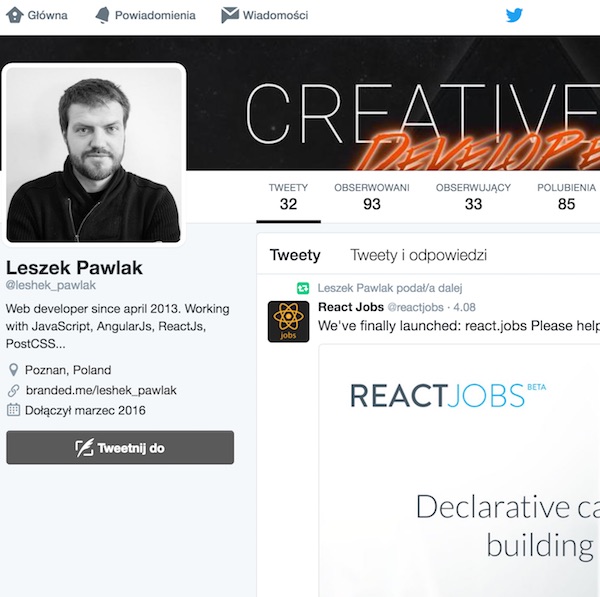 Główna Powiadomienia Wiadomości
CREATIVE
DEVELOPE
TWEETY OBSERWOWANI OBSERWUJĄCY POLUBIENIA
32 93 33 85
Leszek Pawlak
@leshek_pawlak
Web developer since april 2013. Working
with JavaScript, AngularJs, ReactJs,
PostCSS...
Poznan, Poland
branded.me/leshek_pawlak
Dołączył marzec 2016
Tweetnij do
Tweety Tweety i odpowiedzi
Leszek Pawlak podał/a dalej
React Jobs @reactjobs · 4.08
We've finally launched: react.jobs Please help
jobs
REACTJOBS BETA
Declarative ca
building